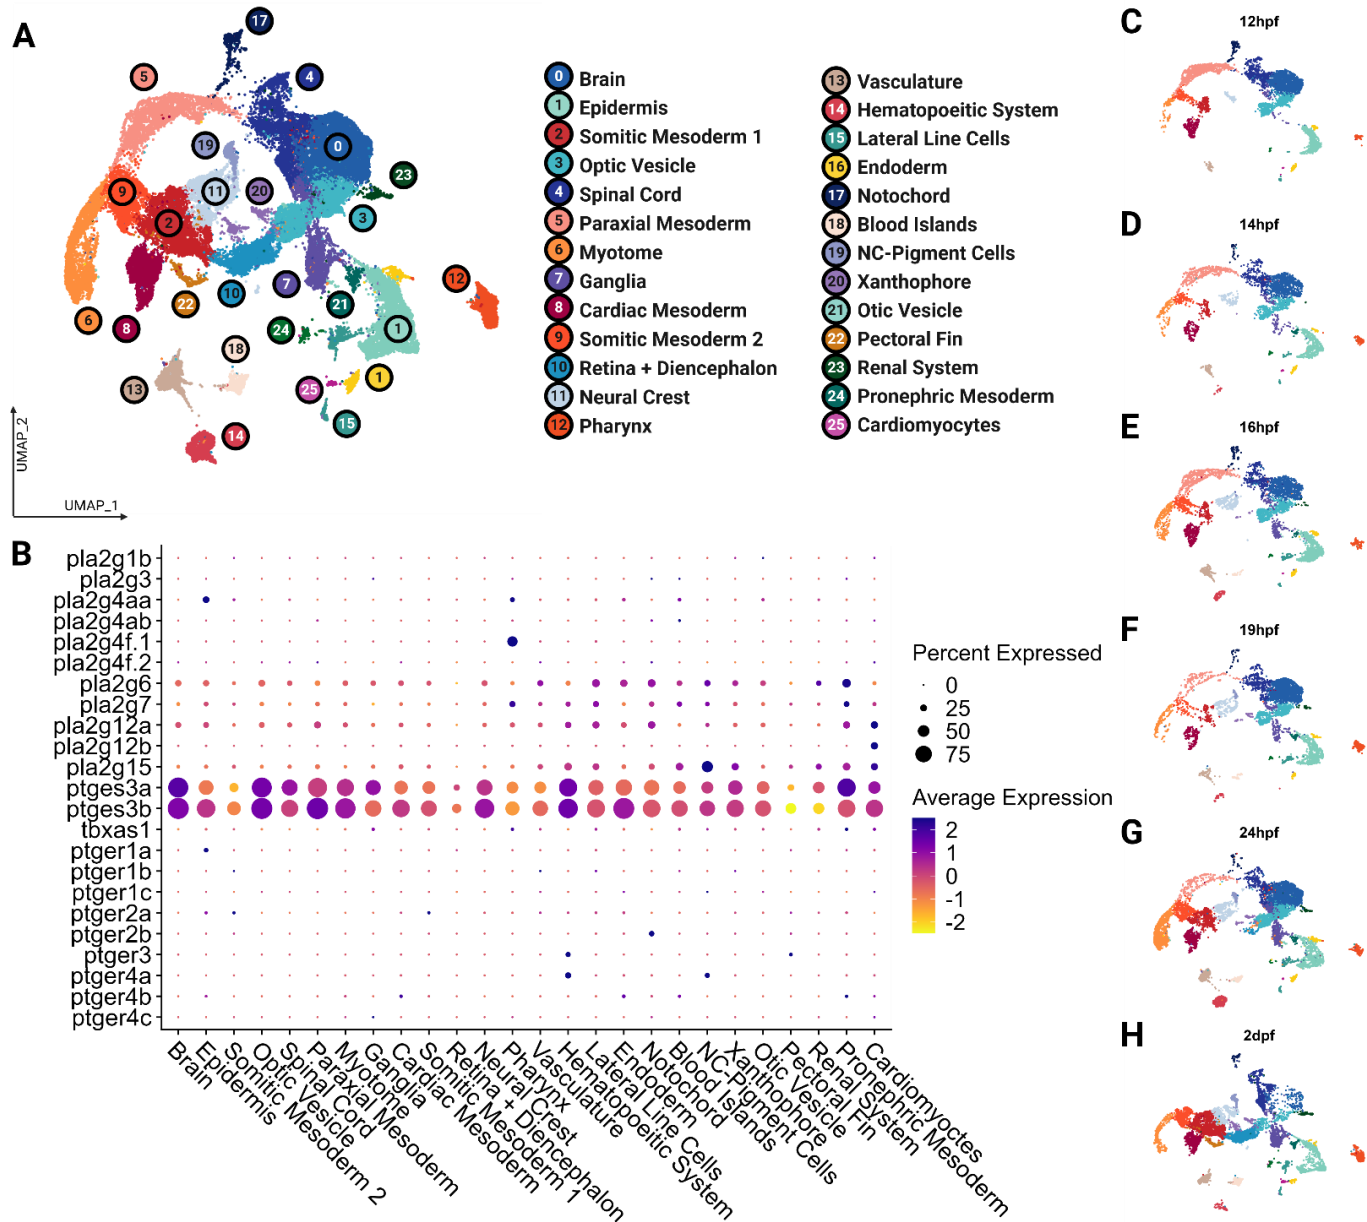 A
17
5
4
19
0
9
11
20
23
2
3
7
12
10
22
21
6
8
24
1
18
13
25
1
15
14
UMAP_2
UMAP_1
0 Brain
1 Epidermis
2 Somitic Mesoderm 1
3 Optic Vesicle
4 Spinal Cord
5 Paraxial Mesoderm
6 Myotome
7 Ganglia
8 Cardiac Mesoderm
9 Somitic Mesoderm 2
10 Retina + Diencephalon
11 Neural Crest
12 Pharynx
13 Vasculature
14 Hematopoeitic System
15 Lateral Line Cells
16 Endoderm
17 Notochord
18 Blood Islands
19 NC-Pigment Cells
20 Xanthophore
21 Otic Vesicle
22 Pectoral Fin
23 Renal System
24 Pronephric Mesoderm
25 Cardiomyocytes
B
pla2g1b
pla2g3
pla2g4aa
pla2g4ab
pla2g4f.1
pla2g4f.2
pla2g6
pla2g7
pla2g12a
pla2g12b
pla2g15
ptges3a
ptges3b
tbxas1
ptger1a
ptger1b
ptger1c
ptger2a
ptger2b
ptger3
ptger4a
ptger4b
ptger4c
Brain
Epidermis
Somitic Mesoderm 2
Optic Vesicle
Spinal Cord
Paraxial Mesoderm
Myotome
Ganglia
Cardiac Mesoderm
Somitic Mesoderm 1
Retina + Diencephalon
Neural Crest
Pharynx
Vasculature
Hematopoeitic System
Lateral Line Cells
Endoderm
Notochord
Blood Islands
NC-Pigment Cells
Xanthophore
Otic Vesicle
Pectoral Fin
Renal System
Pronephric Mesoderm
Cardiomyoctes
Percent Expressed
0
25
50
75
Average Expression
2
1
0
-1
-2
C
12hpf
D
14hpf
E
16hpf
F
19hpf
G
24hpf
H
2dpf